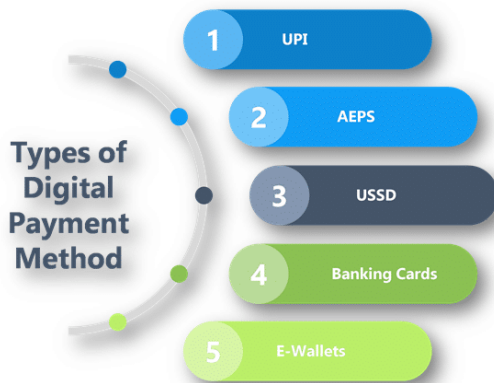 Types of
Digital
Payment
Method
1 UPI
2 AEPS
3 USSD
4 Banking Cards
5 E-Wallets